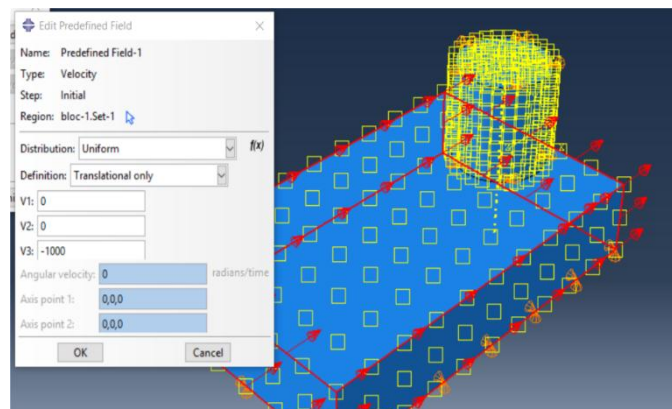 Edit Predefined Field
Name: Predefined Field-1
Type: Velocity
Step: Initial
Region: bloc-1.Set-1
Distribution: Uniform f(x)
Definition: Translational only
V1: 0
V2: 0
V3: -1000
Angular velocity: 0 radians/time
Axis point 1: 0,0,0
Axis point 2: 0,0,0
OK Cancel